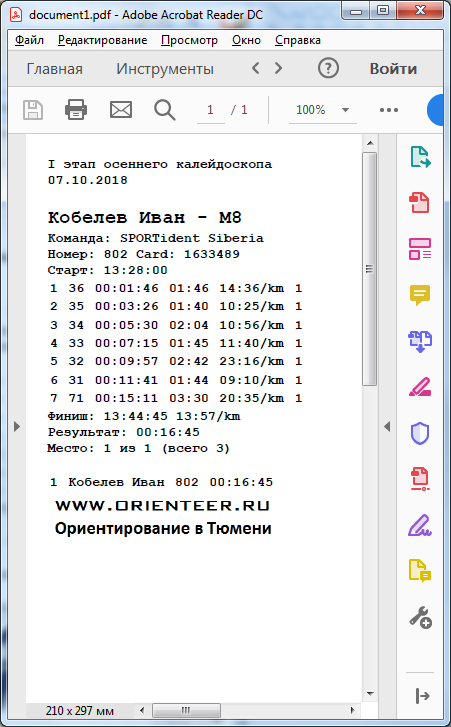 document1.pdf - Adobe Acrobat Reader DC
Файл Редактирование Просмотр Окно Справка
Главная Инструменты Войти
1 / 1 100%
I этап осеннего калейдоскопа
07.10.2018
Кобелев Иван - М8
Команда: SPORTident Siberia
Номер: 802 Card: 1633489
Старт: 13:28:00
1 36 00:01:46 01:46 14:36/km 1
2 35 00:03:26 01:40 10:25/km 1
3 34 00:05:30 02:04 10:56/km 1
4 33 00:07:15 01:45 11:40/km 1
5 32 00:09:57 02:42 23:16/km 1
6 31 00:11:41 01:44 09:10/km 1
7 71 00:15:11 03:30 20:35/km 1
Финиш: 13:44:45 13:57/km
Результат: 00:16:45
Место: 1 из 1 (всего 3)
1 Кобелев Иван 802 00:16:45
WWW.ORIENTEER.RU
Ориентирование в Тюмени
210 x 297 мм